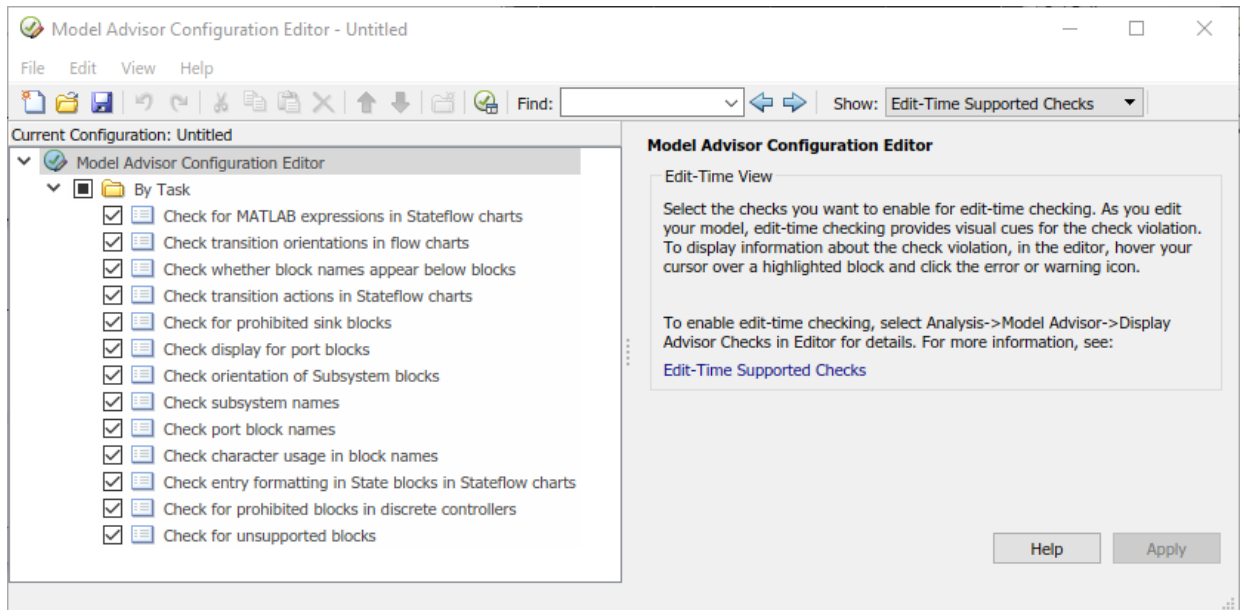 Model Advisor Configuration Editor - Untitled
File Edit View Help
Find: Show: Edit-Time Supported Checks
Current Configuration: Untitled
Model Advisor Configuration Editor
By Task
Check for MATLAB expressions in Stateflow charts
Check transition orientations in flow charts
Check whether block names appear below blocks
Check transition actions in Stateflow charts
Check for prohibited sink blocks
Check display for port blocks
Check orientation of Subsystem blocks
Check subsystem names
Check port block names
Check character usage in block names
Check entry formatting in State blocks in Stateflow charts
Check for prohibited blocks in discrete controllers
Check for unsupported blocks
Model Advisor Configuration Editor
Edit-Time View
Select the checks you want to enable for edit-time checking. As you edit
your model, edit-time checking provides visual cues for the check violation.
To display information about the check violation, in the editor, hover your
cursor over a highlighted block and click the error or warning icon.
To enable edit-time checking, select Analysis->Model Advisor->Display
Advisor Checks in Editor for details. For more information, see:
Edit-Time Supported Checks
Help Apply